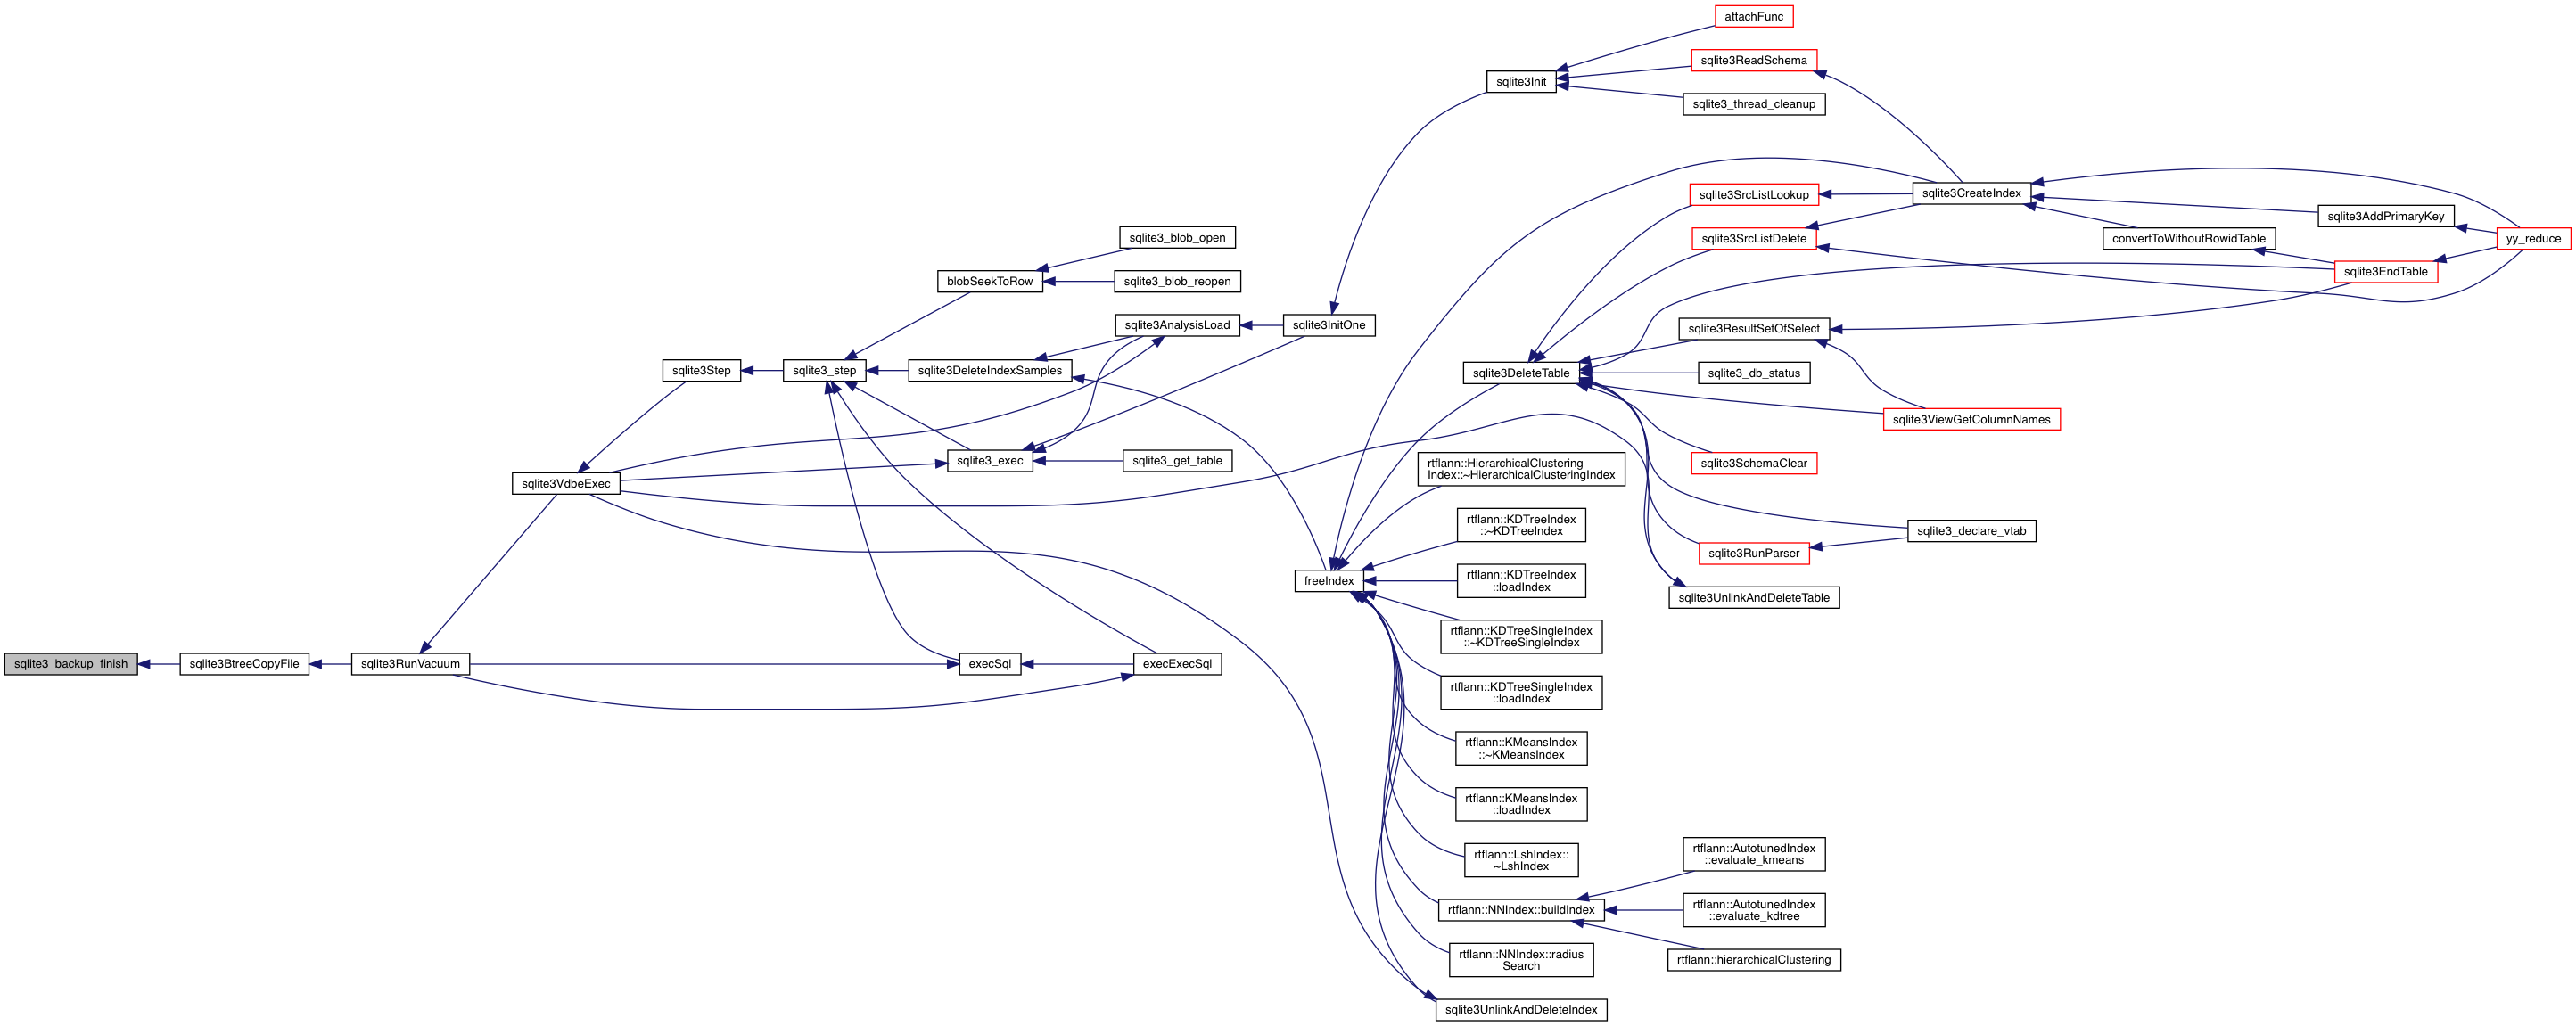 attachFunc
sqlite3ReadSchema
sqlite3Init
sqlite3_thread_cleanup
sqlite3SrcListLookup
sqlite3CreateIndex
sqlite3AddPrimaryKey
sqlite3_blob_open
sqlite3SrcListDelete
convertToWithoutRowidTable
yy_reduce
blobSeekToRow
sqlite3_blob_reopen
sqlite3EndTable
sqlite3AnalysisLoad
sqlite3InitOne
sqlite3ResultSetOfSelect
sqlite3Step
sqlite3_step
sqlite3DeleteIndexSamples
sqlite3DeleteTable
sqlite3_db_status
sqlite3ViewGetColumnNames
sqlite3_exec
sqlite3_get_table
sqlite3SchemaClear
rtflann::HierarchicalClustering
Index::~HierarchicalClusteringIndex
sqlite3VdbeExec
rtflann::KDTreeIndex
::~KDTreeIndex
sqlite3_declare_vtab
sqlite3RunParser
freeIndex
rtflann::KDTreeIndex
::loadIndex
sqlite3UnlinkAndDeleteTable
rtflann::KDTreeSingleIndex
::~KDTreeSingleIndex
sqlite3_backup_finish
sqlite3BtreeCopyFile
sqlite3RunVacuum
execSql
execExecSql
rtflann::KDTreeSingleIndex
::loadIndex
rtflann::KMeansIndex
::~KMeansIndex
rtflann::KMeansIndex
::loadIndex
rtflann::LshIndex::
~LshIndex
rtflann::AutotunedIndex
::evaluate_kmeans
rtflann::NNIndex::buildIndex
rtflann::AutotunedIndex
::evaluate_kdtree
rtflann::NNIndex::radius
Search
rtflann::hierarchicalClustering
sqlite3UnlinkAndDeleteIndex